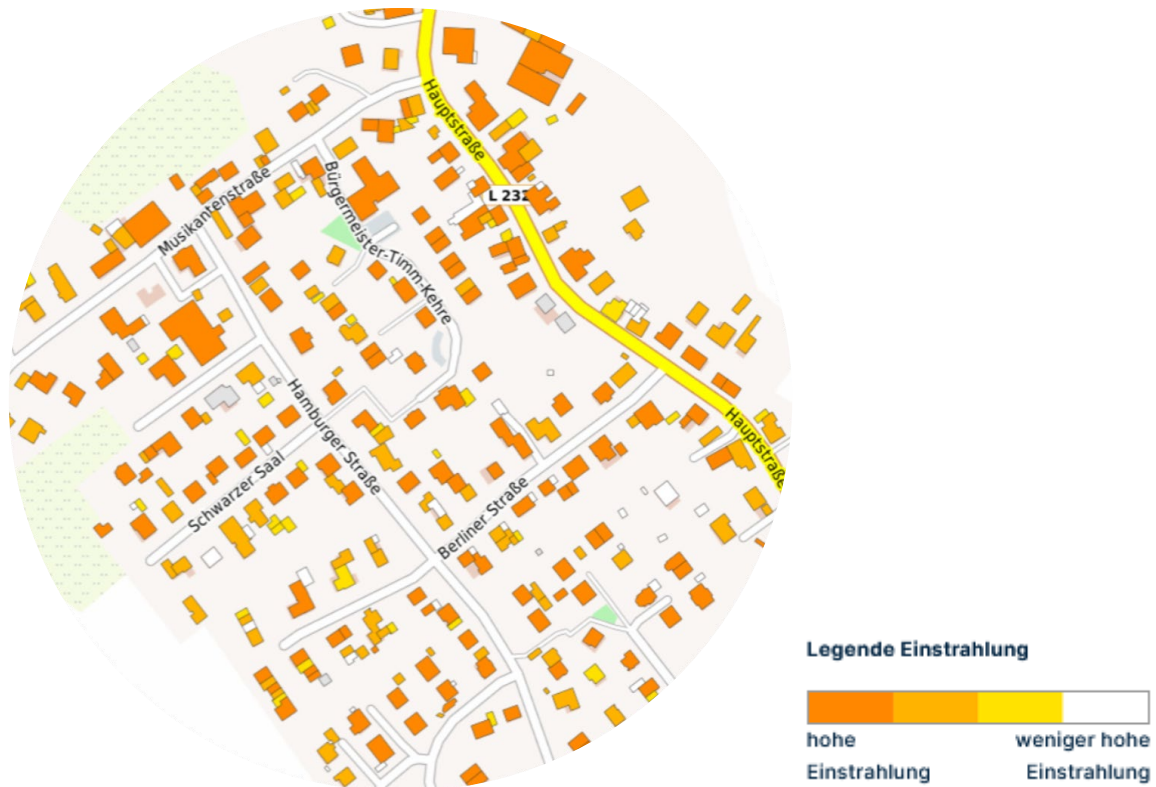 Hauptstraße
L 232
Musikantenstraße
Bürgermeister-Timm-Kehre
Hamburger Straße
Hauptstraße
Schwarzer Saal
Berliner Straße
Legende Einstrahlung
hohe weniger hohe
Einstrahlung Einstrahlung